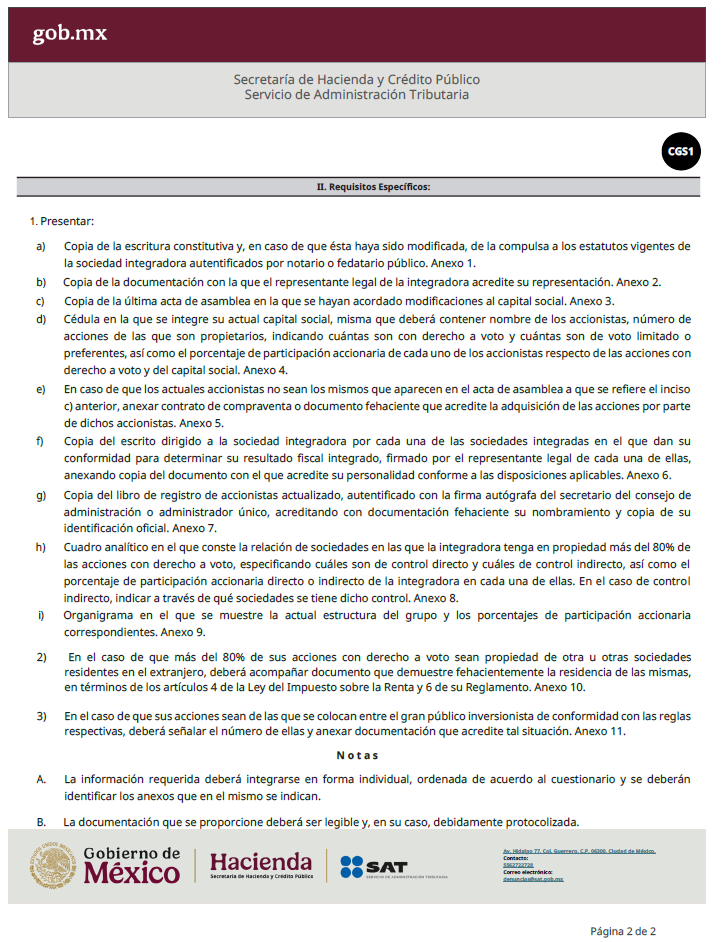 gob.mx
Secretaría de Hacienda y Crédito Público
Servicio de Administración Tributaria
CGS1
II. Requisitos Específicos:
1. Presentar:
a) Copia de la escritura constitutiva y, en caso de que ésta haya sido modificada, de la compulsa a los estatutos vigentes de
la sociedad integradora autentificados por notario o fedatario público. Anexo 1.
b) Copia de la documentación con la que el representante legal de la integradora acredite su representación. Anexo 2.
c) Copia de la última acta de asamblea en la que se hayan acordado modificaciones al capital social. Anexo 3.
d) Cédula en la que se integre su actual capital social, misma que deberá contener nombre de los accionistas, número de
acciones de las que son propietarios, indicando cuántas son con derecho a voto y cuántas son de voto limitado o
preferentes, así como el porcentaje de participación accionaria de cada uno de los accionistas respecto de las acciones con
derecho a voto y del capital social. Anexo 4.
e) En caso de que los actuales accionistas no sean los mismos que aparecen en el acta de asamblea a que se refiere el inciso
c) anterior, anexar contrato de compraventa o documento fehaciente que acredite la adquisición de las acciones por parte
de dichos accionistas. Anexo 5.
f) Copia del escrito dirigido a la sociedad integradora por cada una de las sociedades integradas en el que dan su
conformidad para determinar su resultado fiscal integrado, firmado por el representante legal de cada una de ellas,
anexando copia del documento con el que acredite su personalidad conforme a las disposiciones aplicables. Anexo 6.
g) Copia del libro de registro de accionistas actualizado, autentificado con la firma autógrafa del secretario del consejo de
administración o administrador único, acreditando con documentación fehaciente su nombramiento y copia de su
identificación oficial. Anexo 7.
h) Cuadro analítico en el que conste la relación de sociedades en las que la integradora tenga en propiedad más del 80% de
las acciones con derecho a voto, especificando cuáles son de control directo y cuáles de control indirecto, así como el
porcentaje de participación accionaria directo o indirecto de la integradora en cada una de ellas. En el caso de control
indirecto, indicar a través de qué sociedades se tiene dicho control. Anexo 8.
i) Organigrama en el que se muestre la actual estructura del grupo y los porcentajes de participación accionaria
correspondientes. Anexo 9.
2) En el caso de que más del 80% de sus acciones con derecho a voto sean propiedad de otra u otras sociedades
residentes en el extranjero, deberá acompañar documento que demuestre fehacientemente la residencia de las mismas,
en términos de los artículos 4 de la Ley del Impuesto sobre la Renta y 6 de su Reglamento. Anexo 10.
3) En el caso de que sus acciones sean de las que se colocan entre el gran público inversionista de conformidad con las reglas
respectivas, deberá señalar el número de ellas y anexar documentación que acredite tal situación. Anexo 11.
Notas
A. La información requerida deberá integrarse en forma individual, ordenada de acuerdo al cuestionario y se deberán
identificar los anexos que en el mismo se indican.
B. La documentación que se proporcione deberá ser legible y, en su caso, debidamente protocolizada.
Gobierno de
México
Hacienda
Secretaría de Hacienda y Crédito Público
SAT
SERVICIO DE ADMINISTRACIÓN TRIBUTARIA
Av. Hidalgo 77, Col. Guerrero, C.P. 06300, Ciudad de México.
Contacto:
5562722728
Correo electrónico:
denuncias@sat.gob.mx
Página 2 de 2